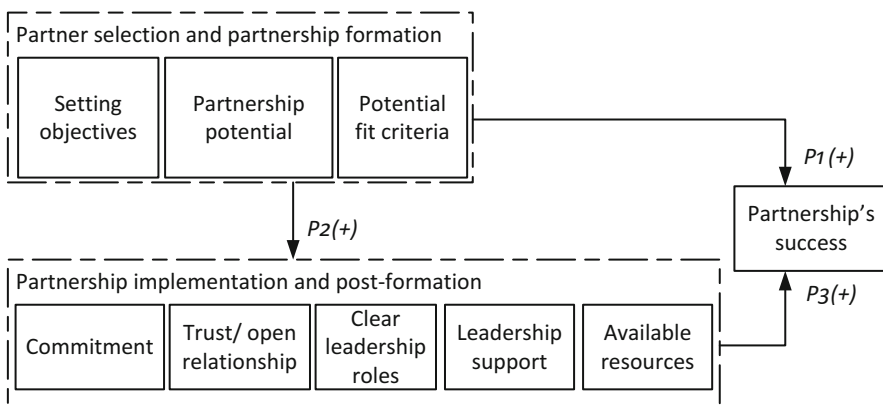 Partner selection and partnership formation
Setting
objectives
Partnership
potential
Potential
fit criteria
P1(+)
P2(+)
Partnership's
success
P3(+)
Partnership implementation and post-formation
Commitment
Trust/ open
relationship
Clear
leadership
roles
Leadership
support
Available
resources